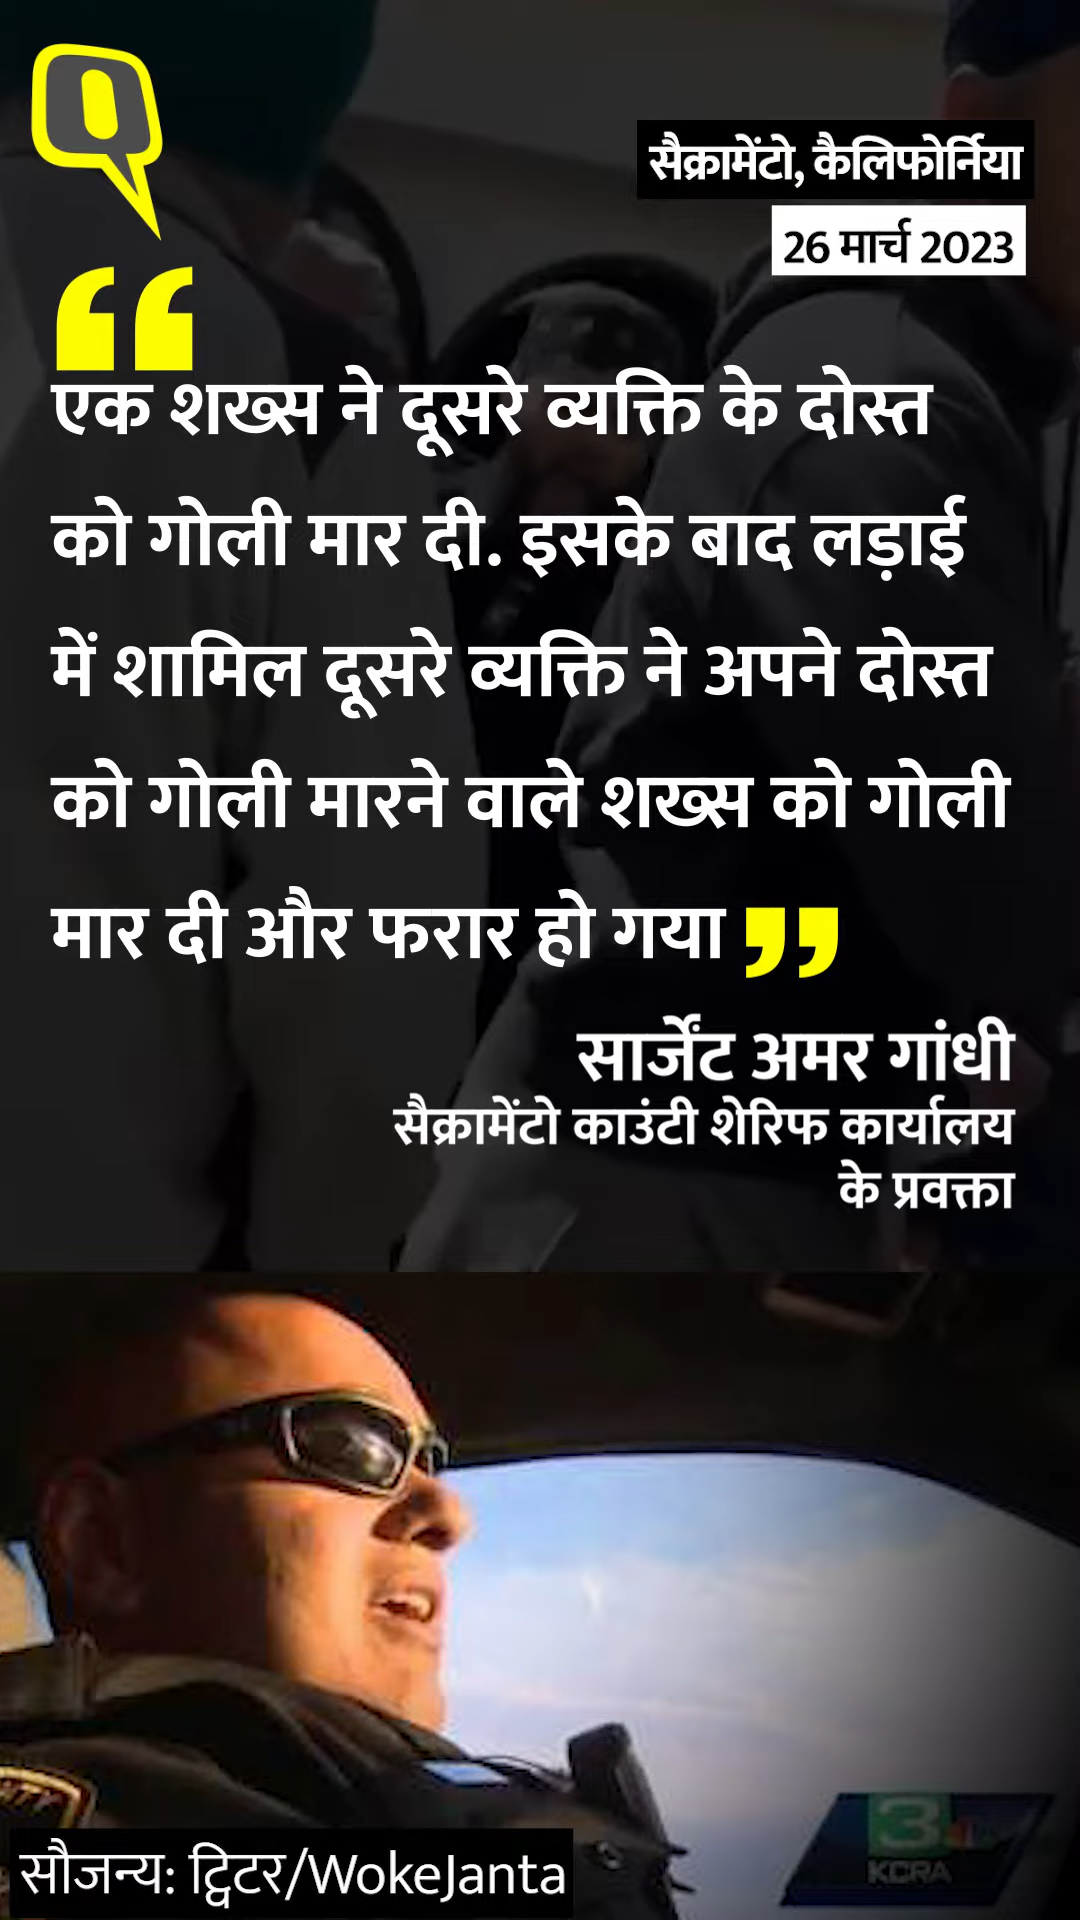 सैक्रामेंटो, कैलिफोर्निया
26 मार्च 2023
“
एक शख्स ने दूसरे व्यक्ति के दोस्त
को गोली मार दी. इसके बाद लड़ाई
में शामिल दूसरे व्यक्ति ने अपने दोस्त
को गोली मारने वाले शख्स को गोली
मार दी और फरार हो गया ”
सार्जेंट अमर गांधी
सैक्रामेंटो काउंटी शेरिफ कार्यालय
के प्रवक्ता
3
KCRA
सौजन्य: ट्विटर/WokeJanta